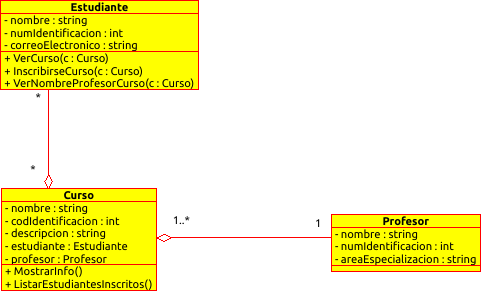 Estudiante
- nombre : string
- numIdentificacion : int
- correoElectronico : string
+ VerCurso(c : Curso)
+ InscribirseCurso(c : Curso)
+ VerNombreProfesorCurso(c : Curso)
*
*
Curso
- nombre : string
- codIdentificacion : int
- descripcion : string
- estudiante : Estudiante
- profesor : Profesor
+ MostrarInfo()
+ ListarEstudiantesInscritos()
1..*
1
Profesor
- nombre : string
- numIdentificacion : int
- areaEspecializacion : string